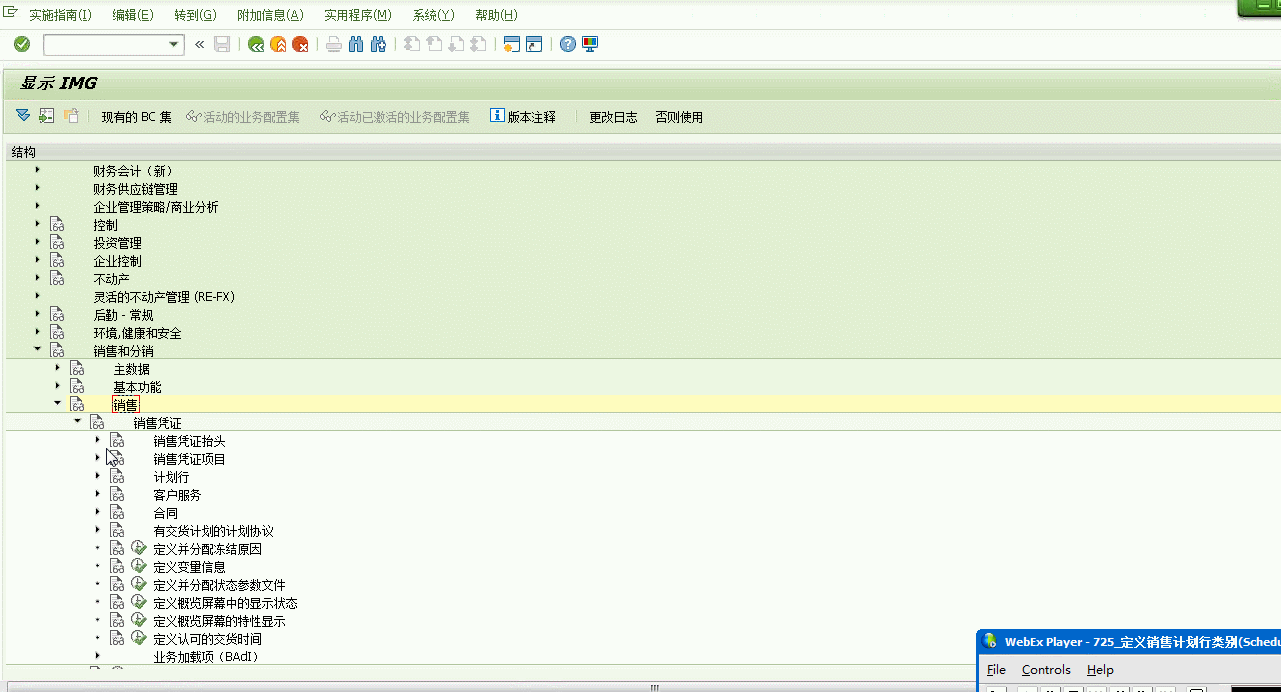 实施指南(I) 编辑(E) 转到(G) 附加信息(A) 实用程序(M) 系统(Y) 帮助(H)
显示 IMG
现有的 BC 集 活动的业务配置集 活动已激活的业务配置集 版本注释 更改日志 否则使用
结构
财务会计（新）
财务供应链管理
企业管理策略/商业分析
控制
投资管理
企业控制
不动产
灵活的不动产管理 (RE-FX)
后勤 - 常规
环境,健康和安全
销售和分销
主数据
基本功能
销售
销售凭证
销售凭证抬头
销售凭证项目
计划行
客户服务
合同
有交货计划的计划协议
定义并分配冻结原因
定义变量信息
定义并分配状态参数文件
定义概览屏幕中的显示状态
定义概览屏幕的特性显示
定义认可的交货时间
业务加载项（BAdI）
WebEx Player - 725_定义销售计划行类别(Schedu
File Controls Help